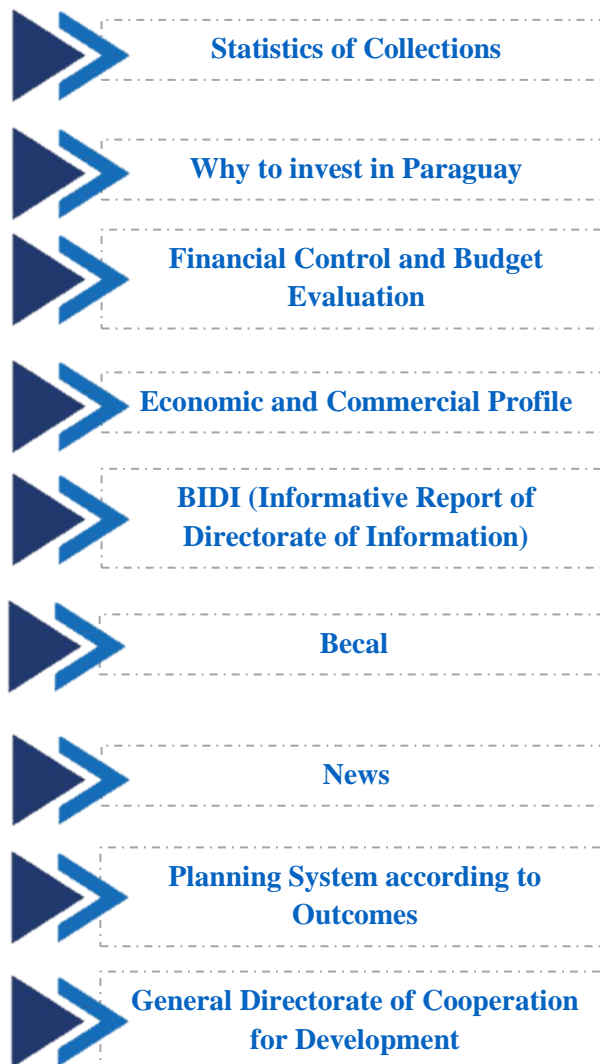 Statistics of Collections
Why to invest in Paraguay
Financial Control and Budget
Evaluation
Economic and Commercial Profile
BIDI (Informative Report of
Directorate of Information)
Becal
News
Planning System according to
Outcomes
General Directorate of Cooperation
for Development